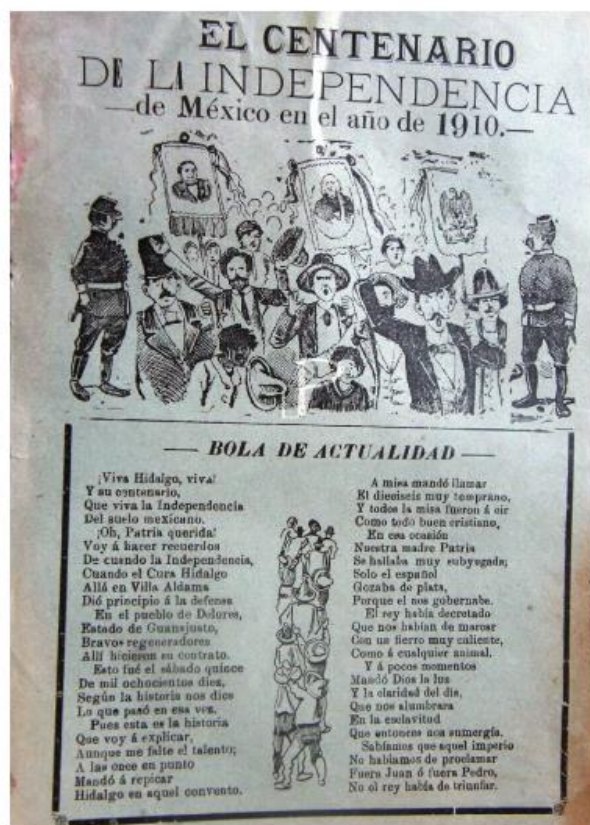 EL CENTENARIO
DE LA INDEPENDENCIA
—de México en el año de 1910.—
P
— BOLA DE ACTUALIDAD —
¡Viva Hidalgo, viva!
Y su centenario,
Que viva la Independencia
Del suelo mexicano.
¡Oh, Patria querida!
Voy á hacer recuerdos
De cuando la Independencia,
Cuando el Cura Hidalgo
Allá en Villa Aldama
Dió principio á la defensa
En el pueblo de Dolores,
Estado de Guanajuato,
Bravos regeneradores
Allí hicieron su contrato.
Esto fué el sábado quince
De mil ochocientos diez,
Según la historia nos dice
Lo que pasó en esa vez.
Pues esta es la historia
Que voy á explicar,
Aunque me falte el talento;
A las once en punto
Mandó á repicar
Hidalgo en aquel convento.
A misa mandó llamar
El dieciseis muy temprano,
Y todos la misa fueron á oir
Como todo buen cristiano,
En esa ocasión
Nuestra madre Patria
Se hallaba muy subyugada;
Solo el español
Gozaba de plata,
Porque el nos gobernaba.
El rey había decretado
Que nos habían de marcar
Con un fierro muy caliente,
Como á cualquier animal.
Y á pocos momentos
Mandó Dios la luz
Y la claridad del día,
Que nos alumbrara
En la esclavitud
Que entonces nos sumergía.
Sabíamos que aquel imperio
No habíamos de proclamar
Fuera Juan ó fuera Pedro,
No el rey había de triunfar.